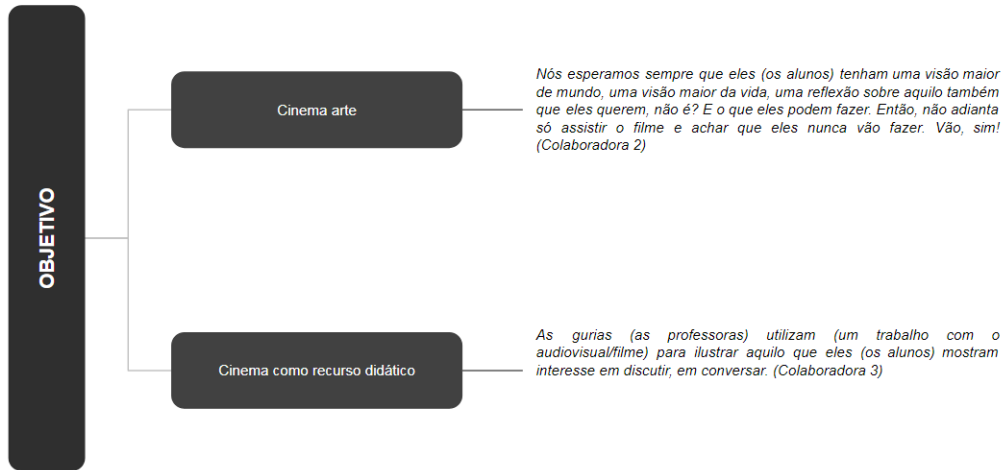 OBJETIVO
Cinema arte
Nós esperamos sempre que eles (os alunos) tenham uma visão maior
de mundo, uma visão maior da vida, uma reflexão sobre aquilo também
que eles querem, não é? E o que eles podem fazer. Então, não adianta
só assistir o filme e achar que eles nunca vão fazer. Vão, sim!
(Colaboradora 2)
Cinema como recurso didático
As gurias (as professoras) utilizam (um trabalho com o
audiovisual/filme) para ilustrar aquilo que eles (os alunos) mostram
interesse em discutir, em conversar. (Colaboradora 3)